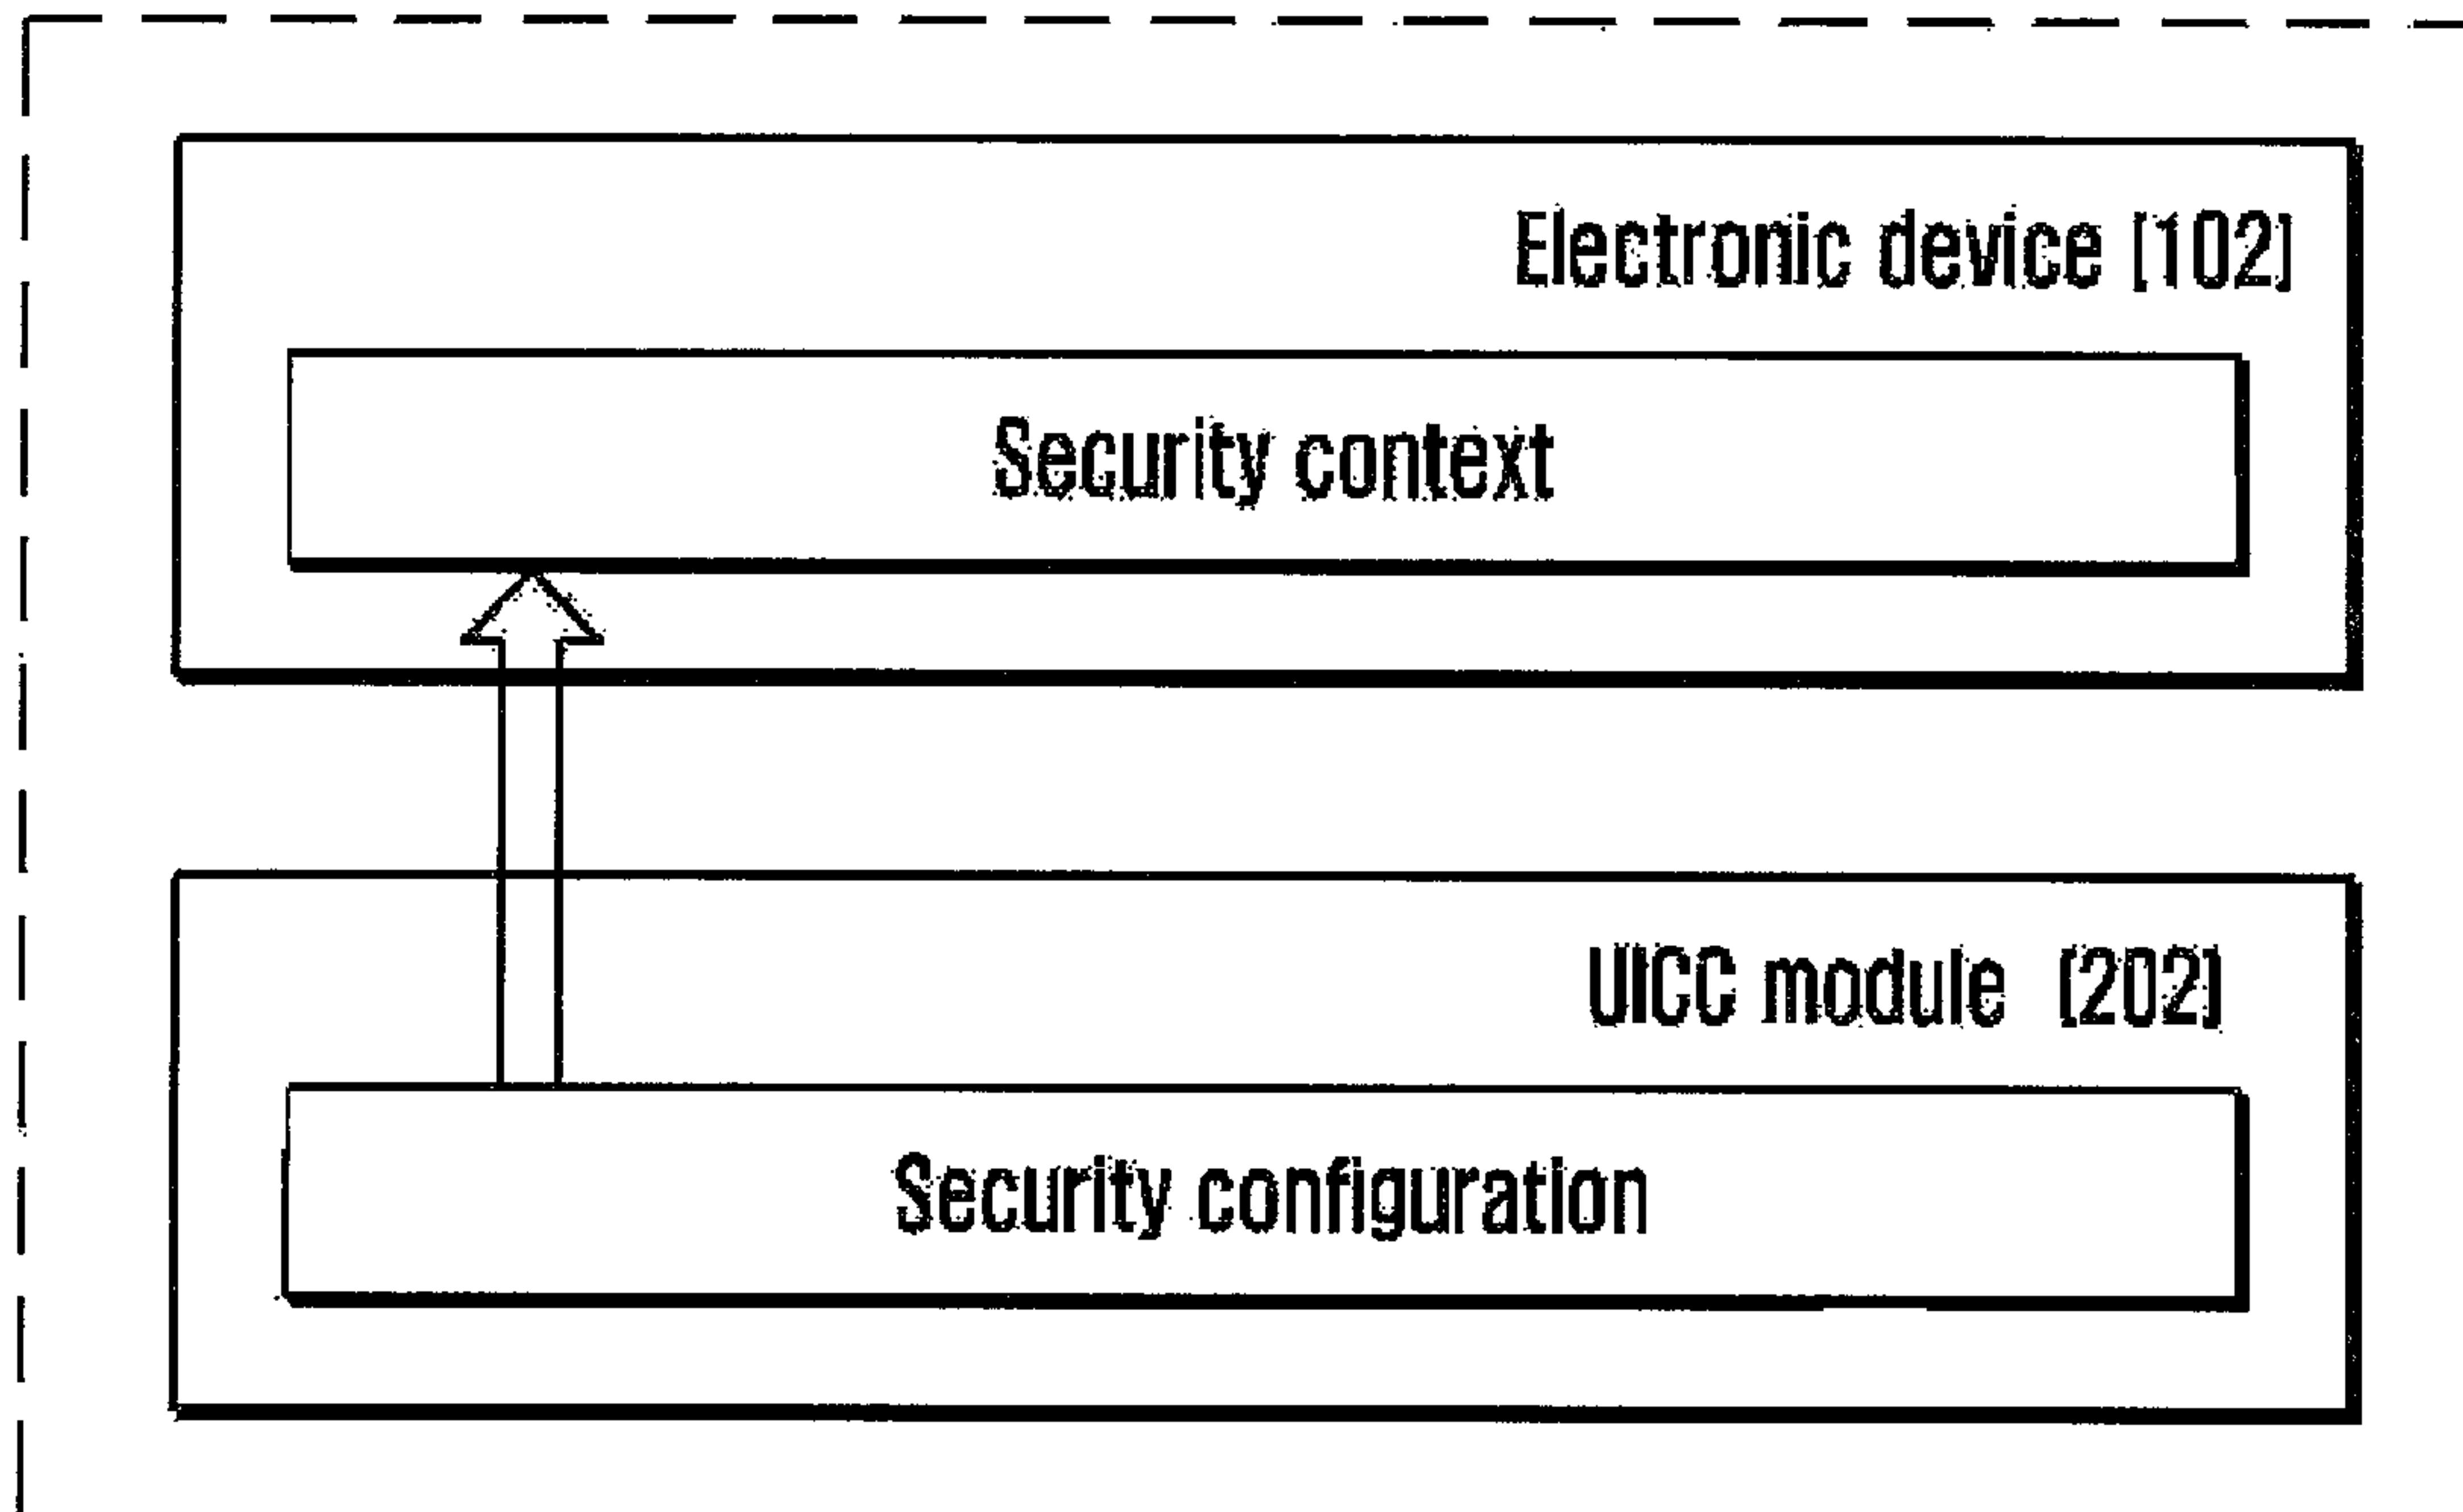 Electronic device (102)
Security context
UICC module (202)
Security configuration